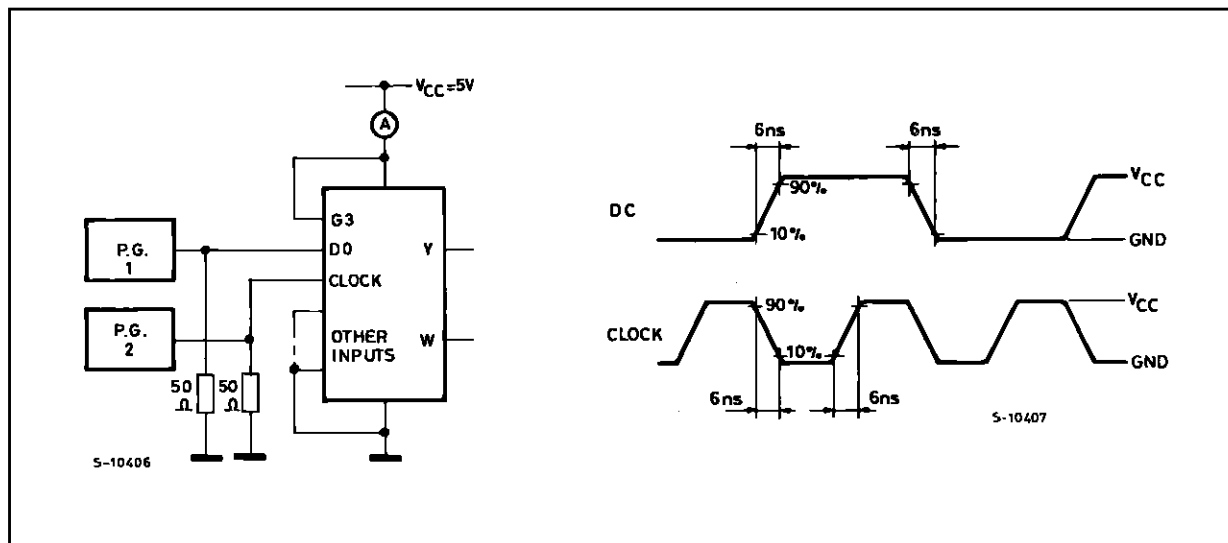 VCC=5V
A
G3
D0
CLOCK
OTHER
INPUTS
Y
W
P.G.
1
P.G.
2
50
Ω
50
Ω
S-10406
6ns
6ns
90%
10%
DC
VCC
GND
90%
10%
CLOCK
VCC
GND
6ns
6ns
S-10407